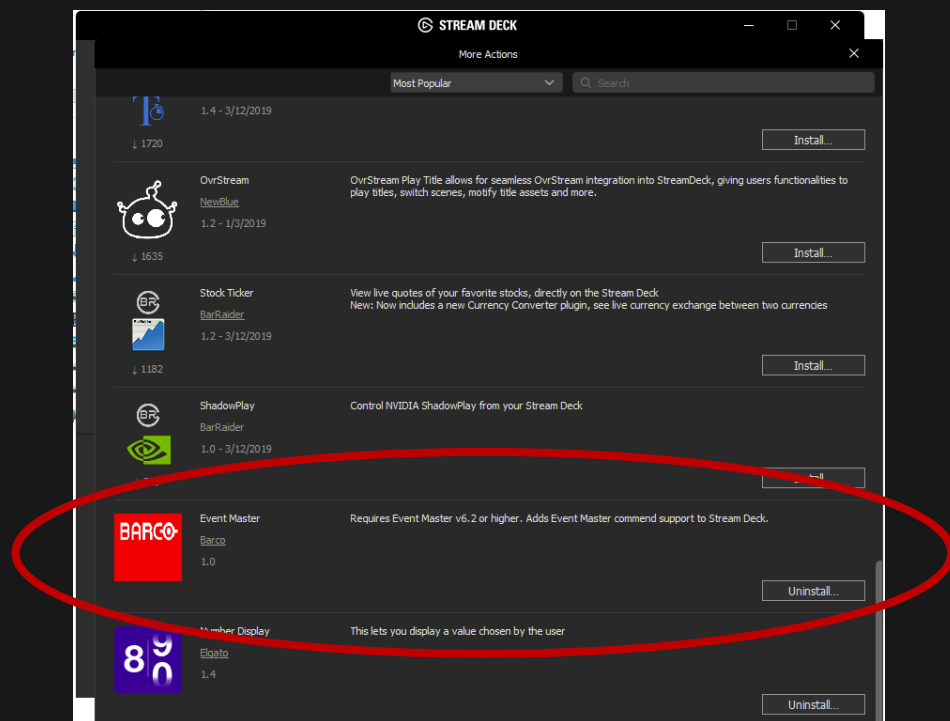 STREAM DECK
More Actions
Most Popular
Search
1.4 - 3/12/2019
↓ 1720
Install...
OvrStream
OvrStream Play Title allows for seamless OvrStream integration into StreamDeck, giving users functionalities to
play titles, switch scenes, motify title assets and more.
NewBlue
1.2 - 1/3/2019
↓ 1635
Install...
BR
Stock Ticker
View live quotes of your favorite stocks, directly on the Stream Deck
New: Now includes a new Currency Converter plugin, see live currency exchange between two currencies
BarRaider
1.2 - 3/12/2019
↓ 1182
Install...
BR
ShadowPlay
Control NVIDIA ShadowPlay from your Stream Deck
BarRaider
1.0 - 3/12/2019
BARCO
Event Master
Requires Event Master v6.2 or higher. Adds Event Master commend support to Stream Deck.
Barco
1.0
Uninstall...
890
Number Display
This lets you display a value chosen by the user
Elgato
1.4
Uninstall...